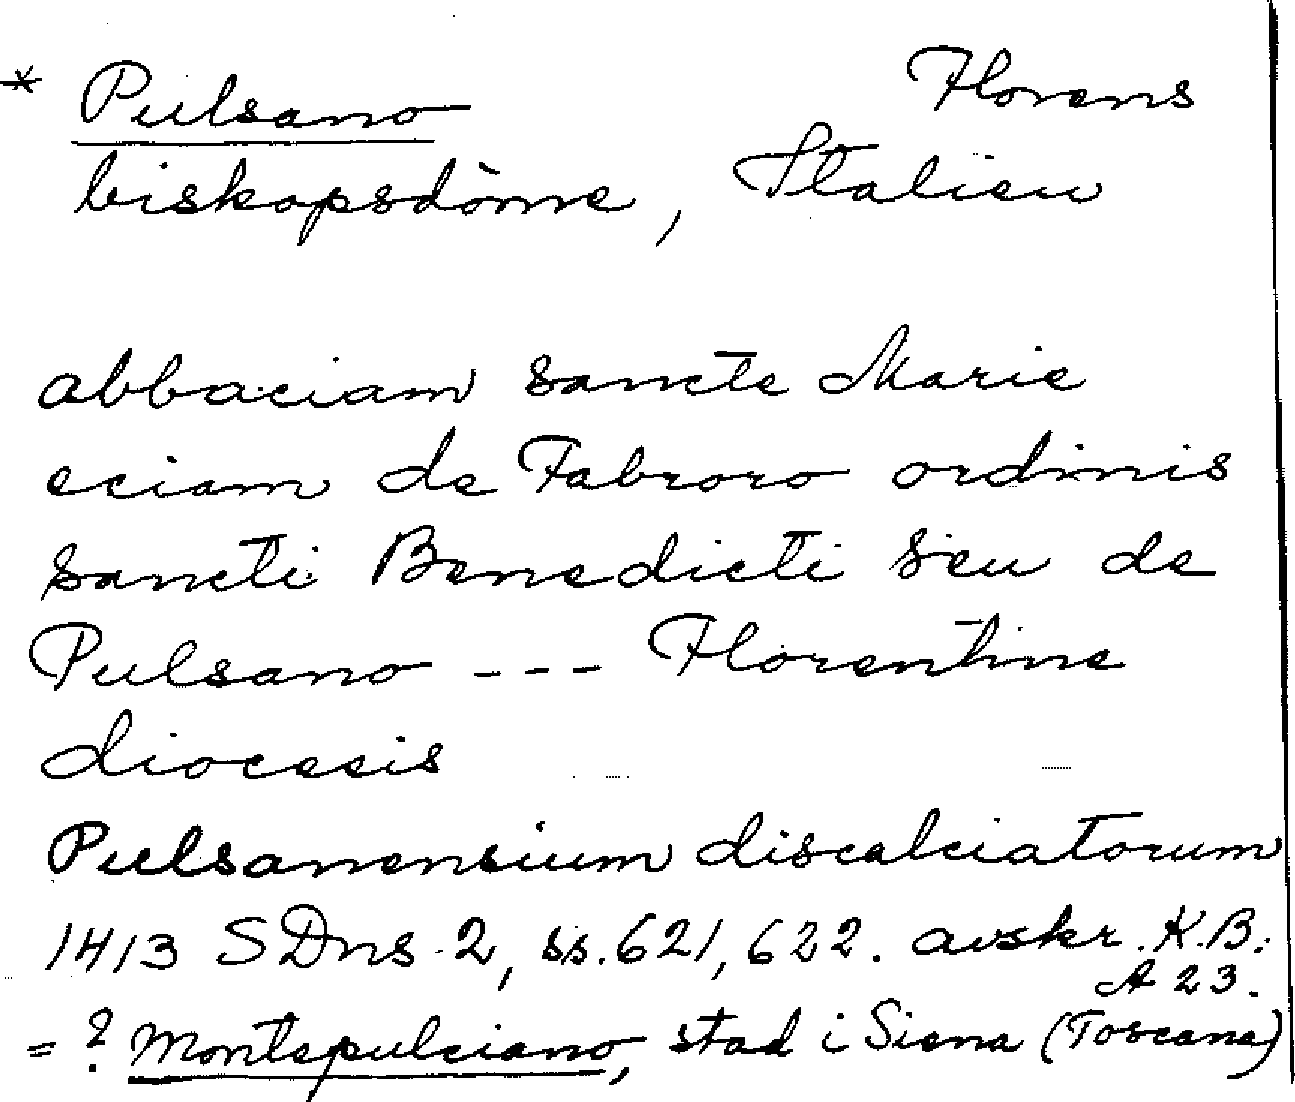 * Pulsano Florens
biskopsdöme, Italien
abbaciam sancte Marie
eciam de Fabroro ordinis
sancti Benedicti seu de
Pulsano --- Florentine
diocesis
Pulsanensium discalciatorum
1413 SDns 2, ss. 621, 622. avskr. K.B.
A 23.
= ? Montepulciano, stad i Siena (Toscana)